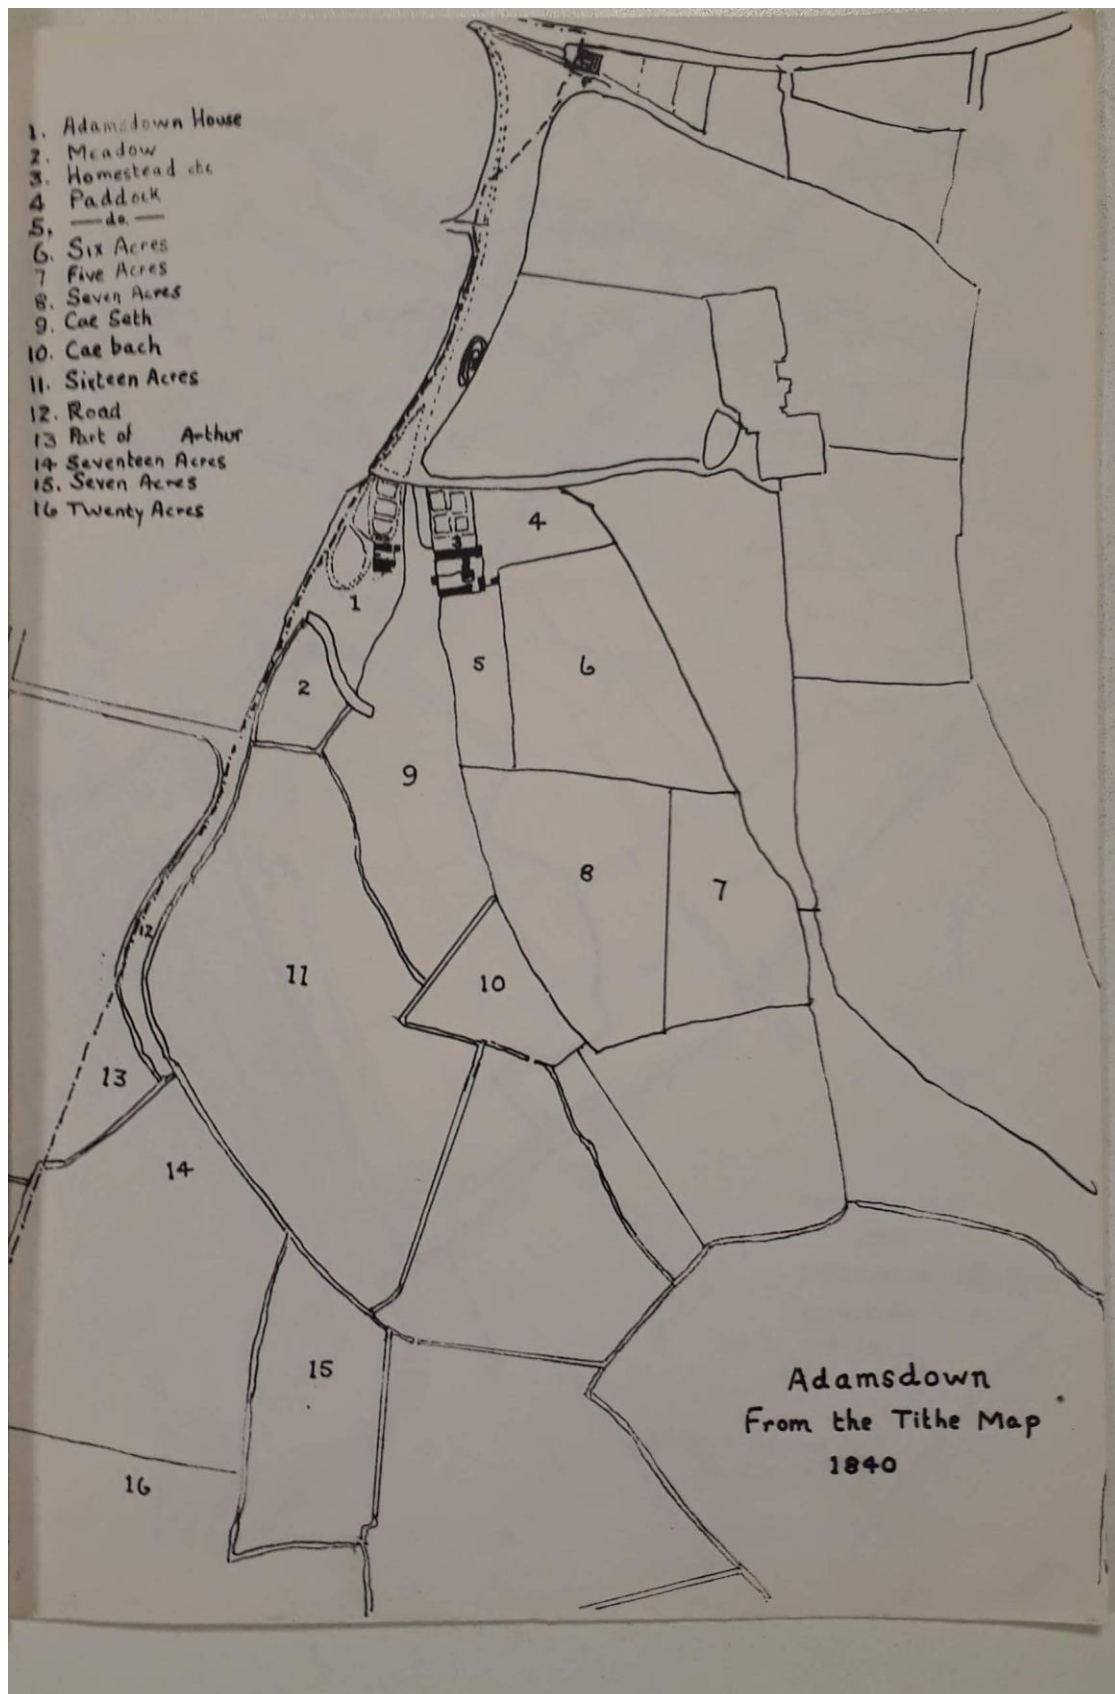 1. Adamsdown House
2. Meadow
3. Homestead etc
4 Paddock
5. — do. —
6. Six Acres
7 Five Acres
8. Seven Acres
9. Cae Seth
10. Cae bach
11. Sixteen Acres
12. Road
13 Part of Arthur
14 Seventeen Acres
15. Seven Acres
16 Twenty Acres
4
3
1
5
6
2
9
8
7
12
11
10
13
14
15
16
Adamsdown
From the Tithe Map
1840